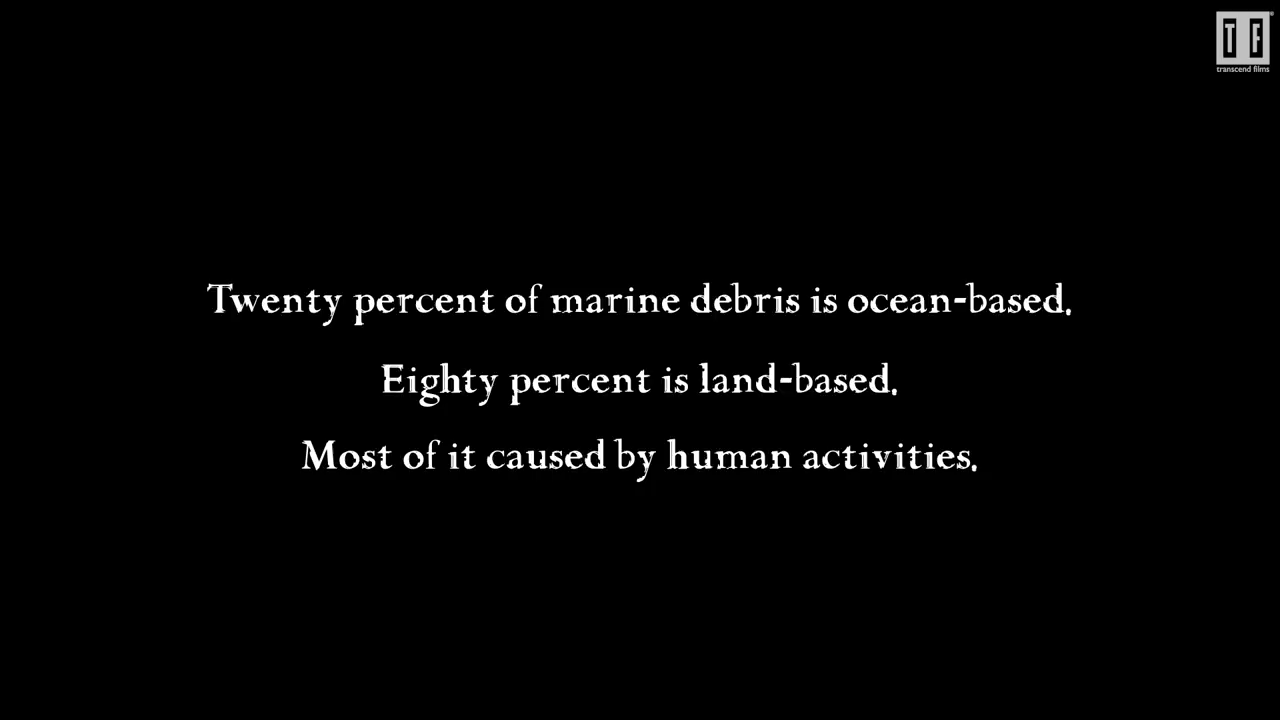 T F
transcend films
Twenty percent of marine debris is ocean-based.
Eighty percent is land-based.
Most of it caused by human activities.